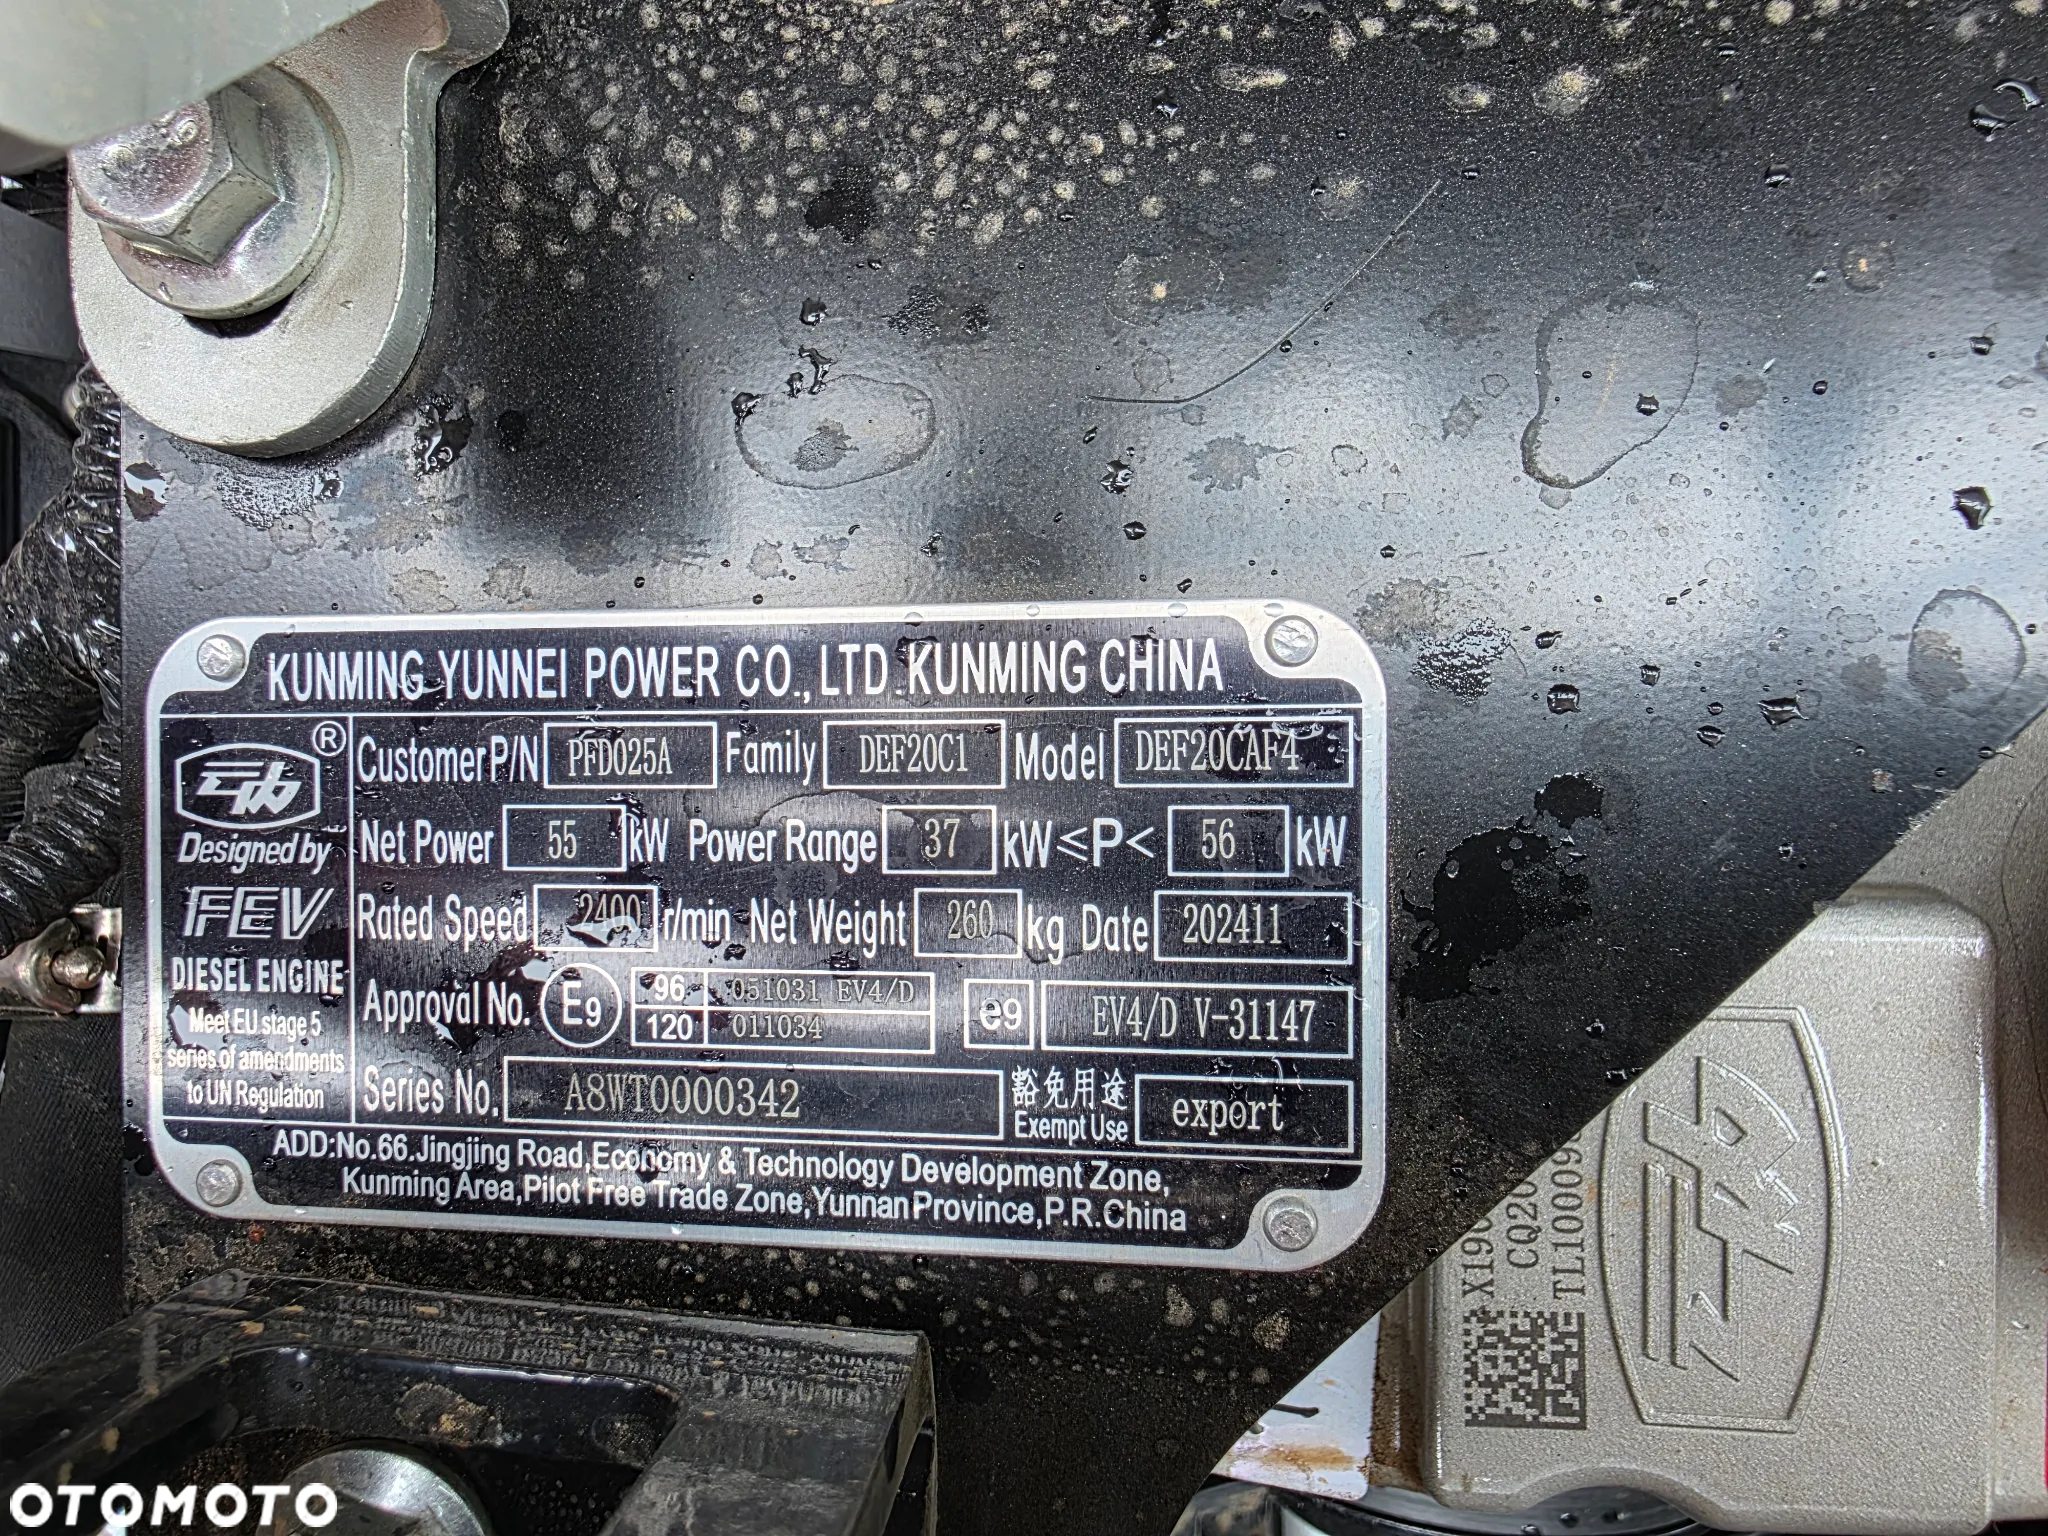 KUNMING YUNNEI POWER CO., LTD. KUNMING CHINA
®
Customer P/N PFD025A Family DEF20C1 Model DEF20CAF4
Designed by
Net Power 55 kW Power Range 37 kW ≤P< 56 kW
FEV
Rated Speed 2400 r/min Net Weight 260 kg Date 202411
DIESEL ENGINE
Meet EU stage 5
series of amendments
to UN Regulation
Approval No. E9 96 051031 EV4/D e9 EV4/D V-31147
120 011034
Series No. A8WT0000342 豁免用途 export
Exempt Use
ADD:No.66.Jingjing Road,Economy & Technology Development Zone,
Kunming Area,Pilot Free Trade Zone,Yunnan Province,P.R.China
OTOMOTO